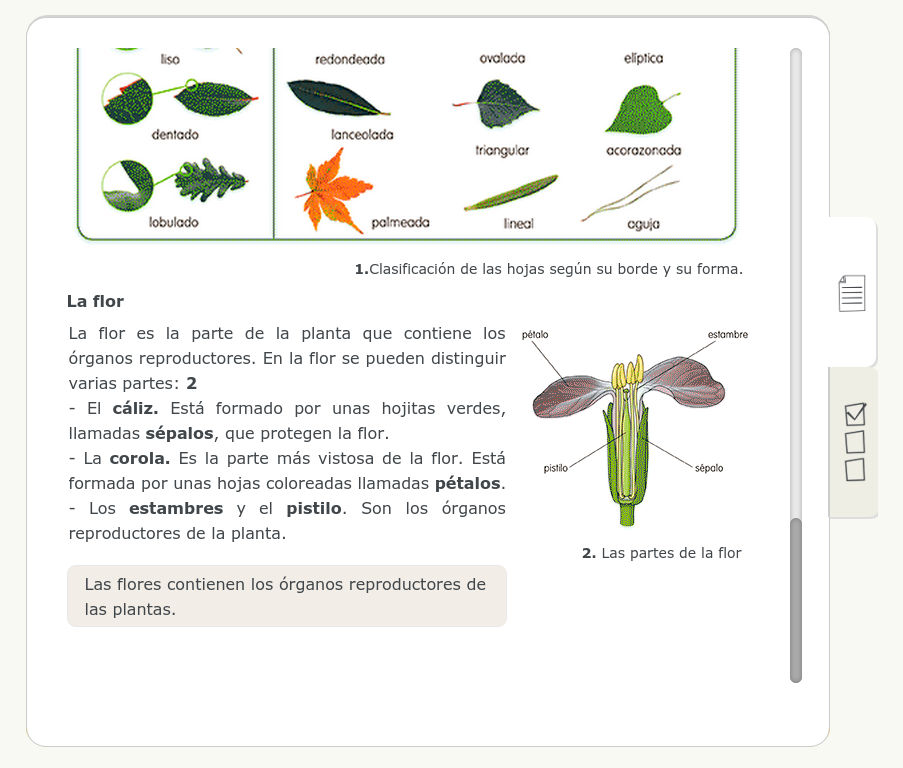 liso
redondeada
ovalada
elíptica
dentado
lanceolada
triangular
acorazonada
lobulado
palmeada
lineal
aguja
1.Clasificación de las hojas según su borde y su forma.
La flor
La flor es la parte de la planta que contiene los
órganos reproductores. En la flor se pueden distinguir
varias partes: 2
- El cáliz. Está formado por unas hojitas verdes,
llamadas sépalos, que protegen la flor.
- La corola. Es la parte más vistosa de la flor. Está
formada por unas hojas coloreadas llamadas pétalos.
- Los estambres y el pistilo. Son los órganos
reproductores de la planta.
pétalo
estambre
pistilo
sépalo
2. Las partes de la flor
Las flores contienen los órganos reproductores de
las plantas.